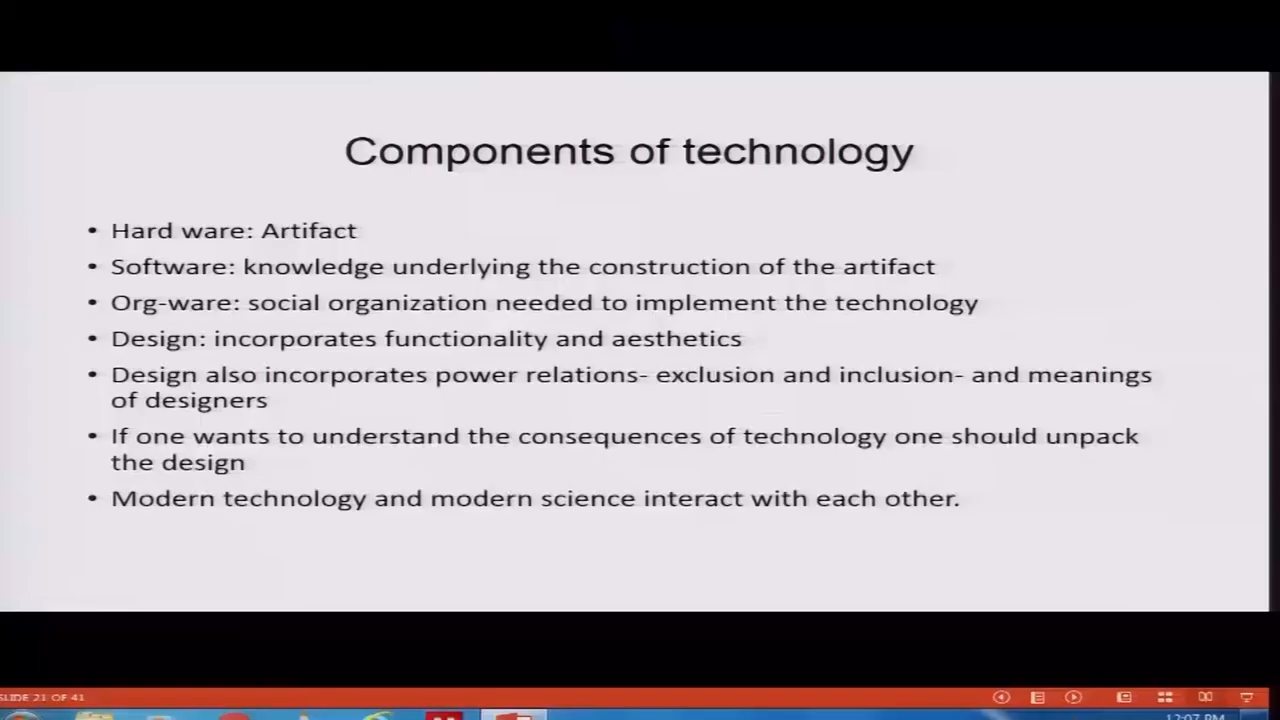 Components of technology
• Hard ware: Artifact
• Software: knowledge underlying the construction of the artifact
• Org-ware: social organization needed to implement the technology
• Design: incorporates functionality and aesthetics
• Design also incorporates power relations- exclusion and inclusion- and meanings
of designers
• If one wants to understand the consequences of technology one should unpack
the design
• Modern technology and modern science interact with each other.
SLIDE 21 OF 41
12:07 PM